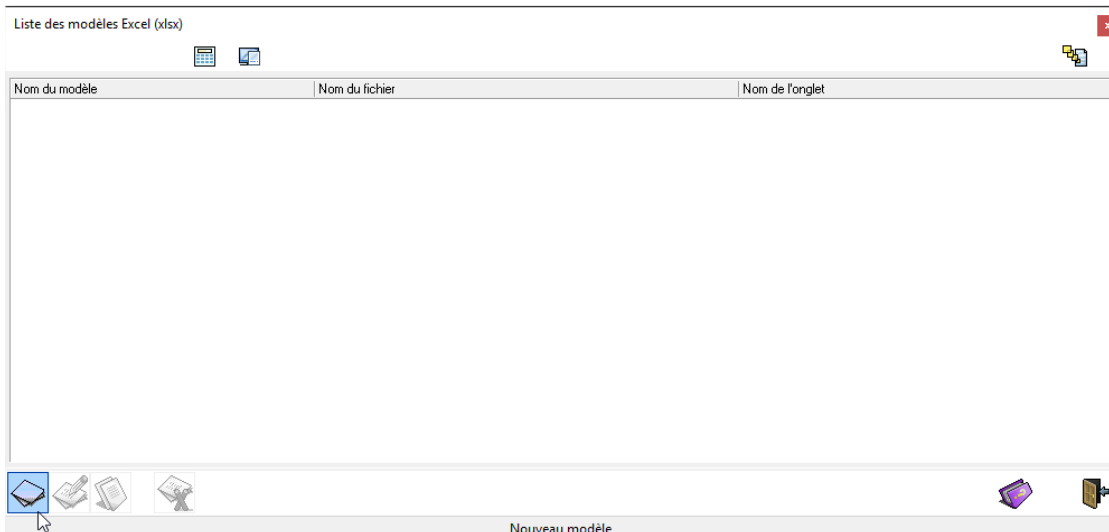 Liste des modèles Excel (xlsx)
Nom du modèle Nom du fichier Nom de l'onglet
Nouveau modèle